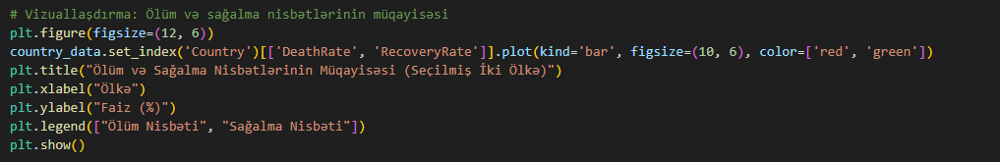 # Vizuallaşdırma: Ölüm və sağalma nisbətlərinin müqayisəsi
plt.figure(figsize=(12, 6))
country_data.set_index('Country')[['DeathRate', 'RecoveryRate']].plot(kind='bar', figsize=(10, 6), color=['red', 'green'])
plt.title("Ölüm və Sağalma Nisbətlərinin Müqayisəsi (Seçilmiş İki Ölkə)")
plt.xlabel("Ölkə")
plt.ylabel("Faiz (%)")
plt.legend(["Ölüm Nisbəti", "Sağalma Nisbəti"])
plt.show()